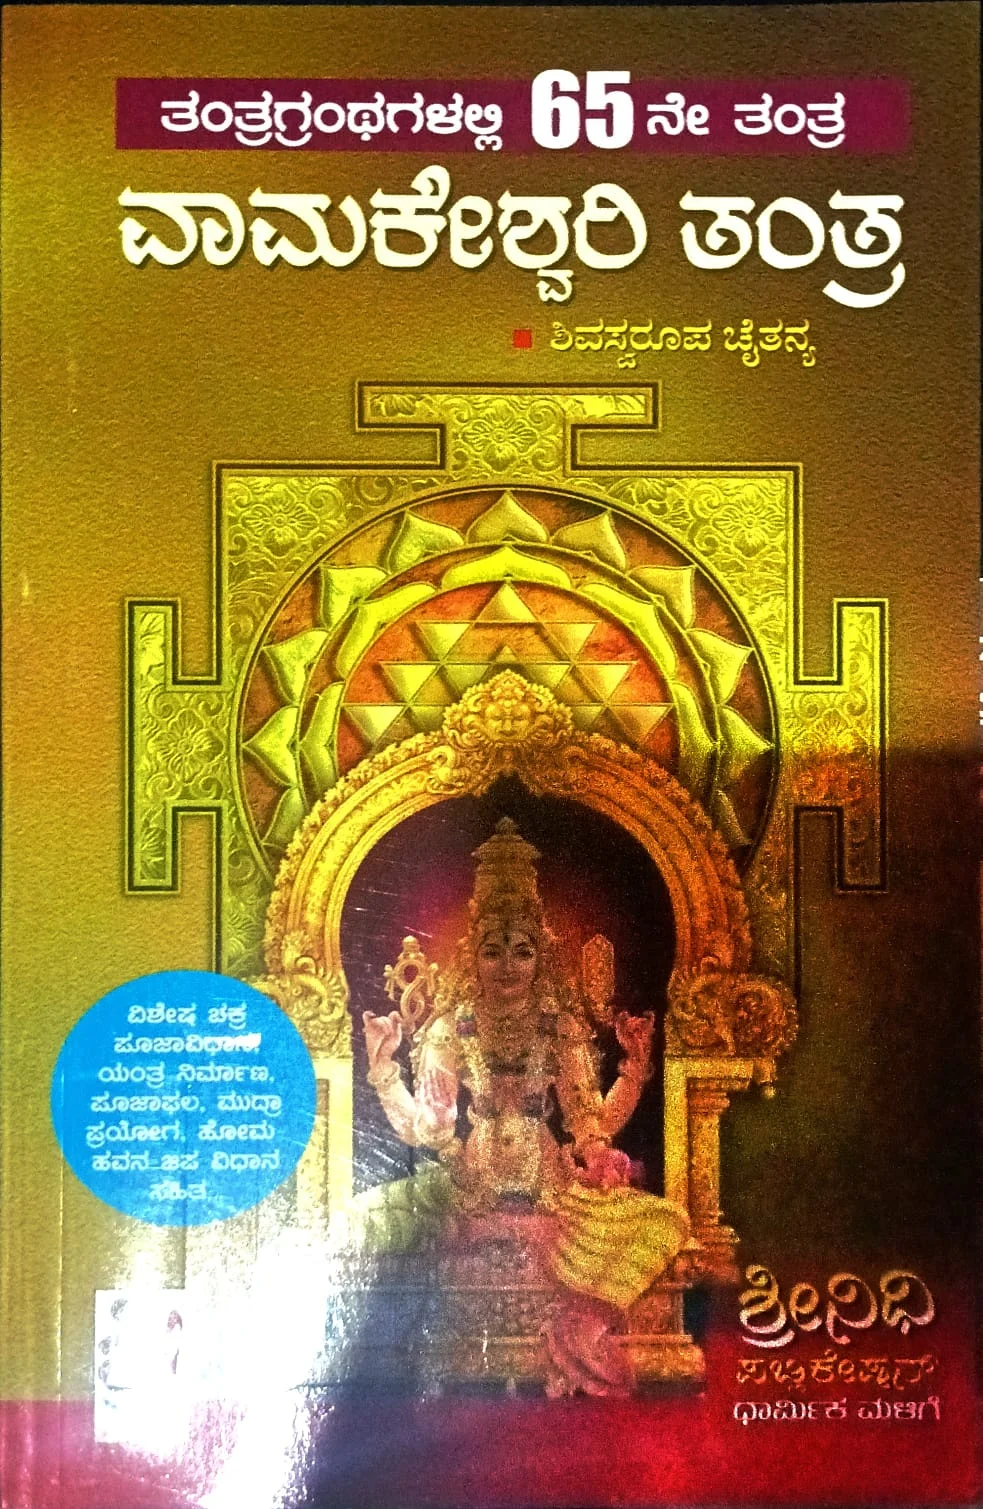 ತಂತ್ರಗ್ರಂಥಗಳಲ್ಲಿ 65 ನೇ ತಂತ್ರ
ವಾಮಕೇಶ್ವರಿ ತಂತ್ರ
ಶಿವಸ್ವರೂಪ ಚೈತನ್ಯ
ವಿಶೇಷ ಚಕ್ರ
ಪೂಜಾವಿಧಾನ,
ಯಂತ್ರ ನಿರ್ಮಾಣ,
ಪೂಜಾಫಲ, ಮುದ್ರಾ
ಪ್ರಯೋಗ, ಹೋಮ
ಹವನ ಜಪ ವಿಧಾನ
ಸಹಿತ...
ಶ್ರೀನಿಧಿ
ಪಬ್ಲಿಕೇಷನ್
ಧಾರ್ಮಿಕ ಮಳಿಗೆ